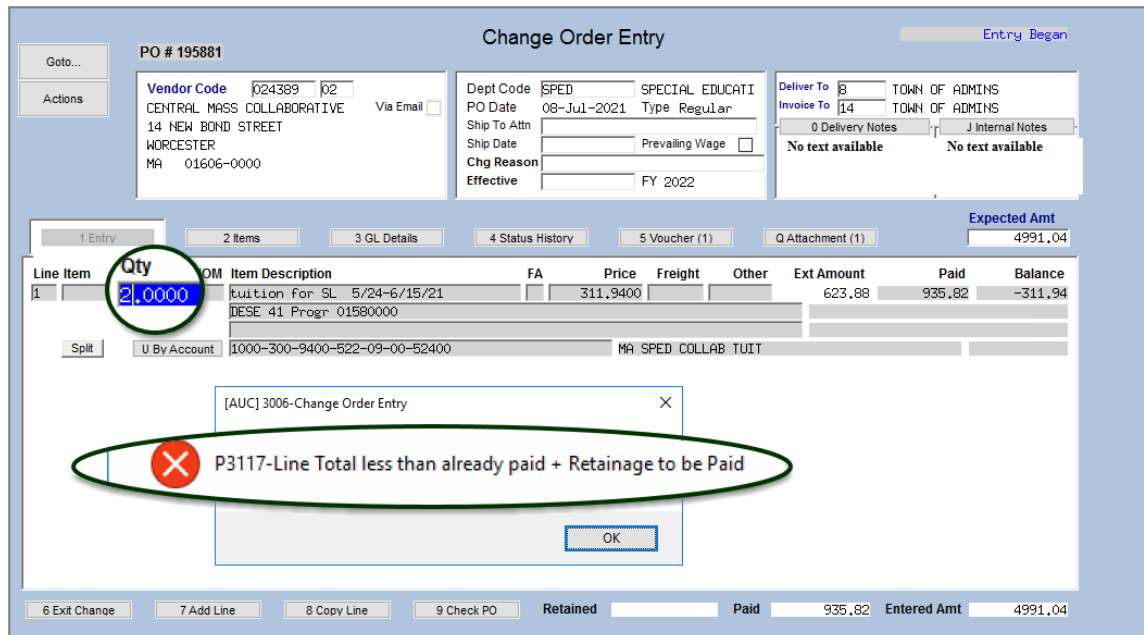 Change Order Entry
Entry Began
Goto...
Actions
PO # 195881
Vendor Code 024389 02
CENTRAL MASS COLLABORATIVE Via Email
14 NEW BOND STREET
WORCESTER
MA 01606-0000
Dept Code SPED SPECIAL EDUCATI
PO Date 08-Jul-2021 Type Regular
Ship To Attn
Ship Date Prevailing Wage
Chg Reason
Effective FY 2022
Deliver To 8 TOWN OF ADMINS
Invoice To 14 TOWN OF ADMINS
O Delivery Notes J Internal Notes
No text available No text available
Expected Amt
1 Entry 2 Items 3 GL Details 4 Status History 5 Voucher (1) Q Attachment (1) 4991.04
Line Item Qty OM Item Description FA Price Freight Other Ext Amount Paid Balance
1 2.0000 tuition for SL 5/24-6/15/21 311.9400 623.88 935.82 -311.94
DESE 41 Progr 01580000
Split U By Account 1000-300-9400-522-09-00-52400 MA SPED COLLAB TUIT
[AUC] 3006-Change Order Entry
P3117-Line Total less than already paid + Retainage to be Paid
OK
6 Exit Change 7 Add Line 8 Copy Line 9 Check PO Retained Paid 935.82 Entered Amt 4991.04